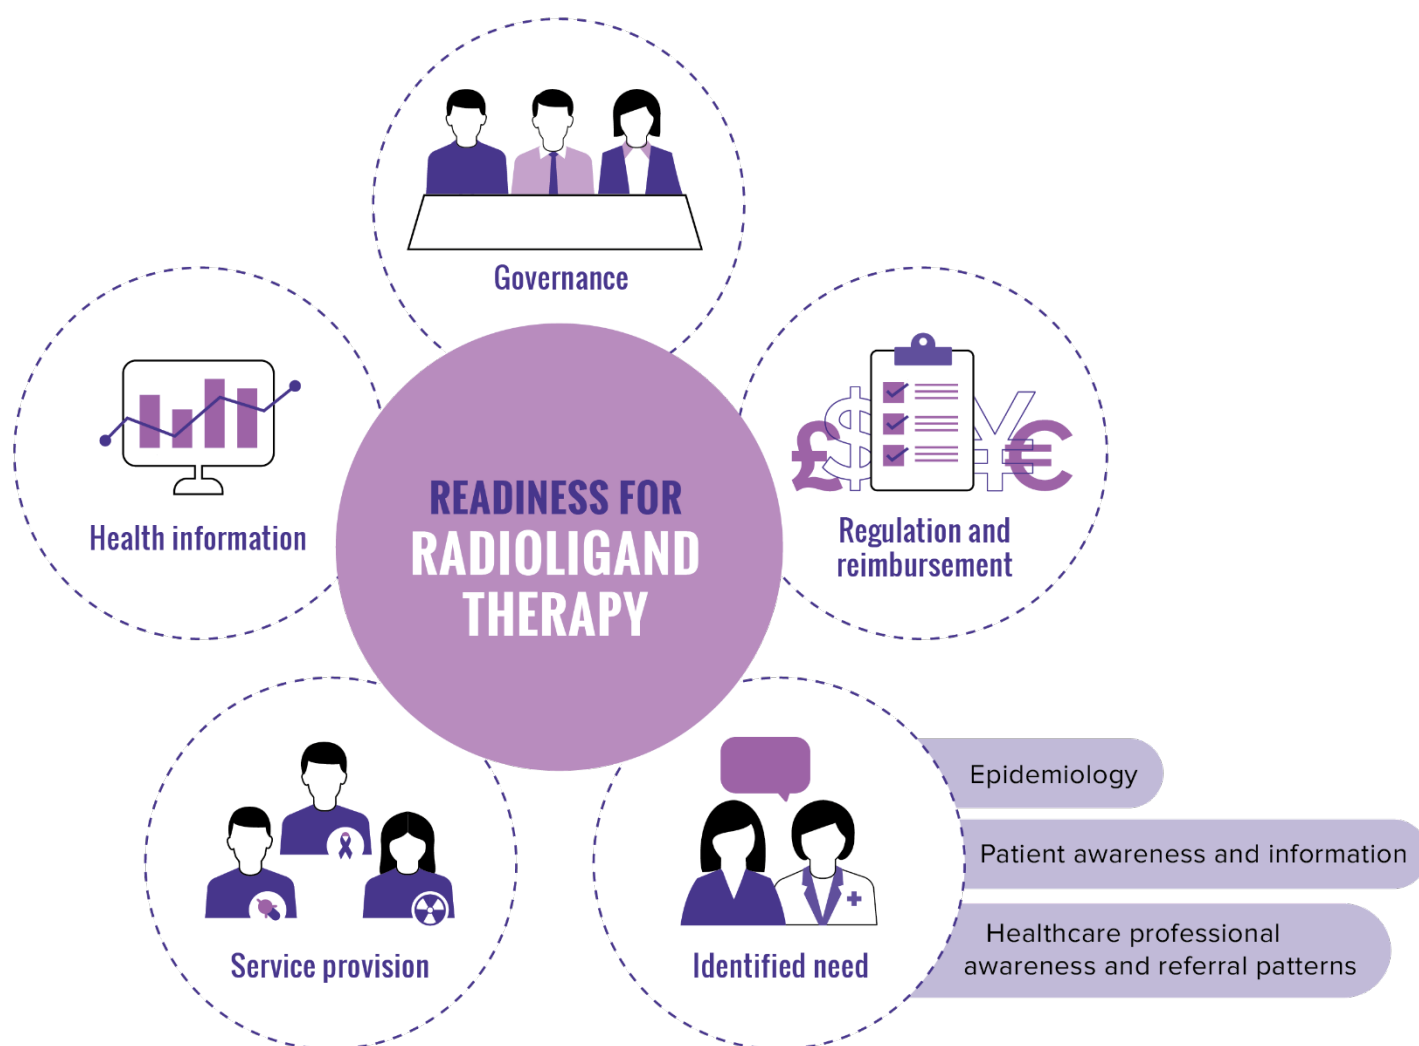 Governance
Health information
READINESS FOR
RADIOLIGAND
THERAPY
£ $ ¥ €
Regulation and
reimbursement
Service provision
Identified need
Epidemiology
Patient awareness and information
Healthcare professional
awareness and referral patterns